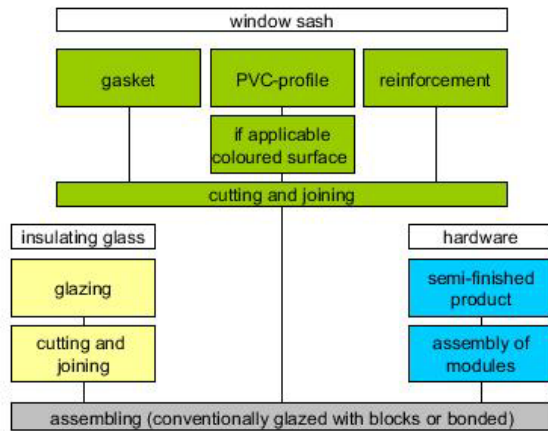 window sash
gasket
PVC-profile
reinforcement
if applicable
coloured surface
cutting and joining
insulating glass
hardware
glazing
semi-finished
product
cutting and
joining
assembly of
modules
assembling (conventionally glazed with blocks or bonded)